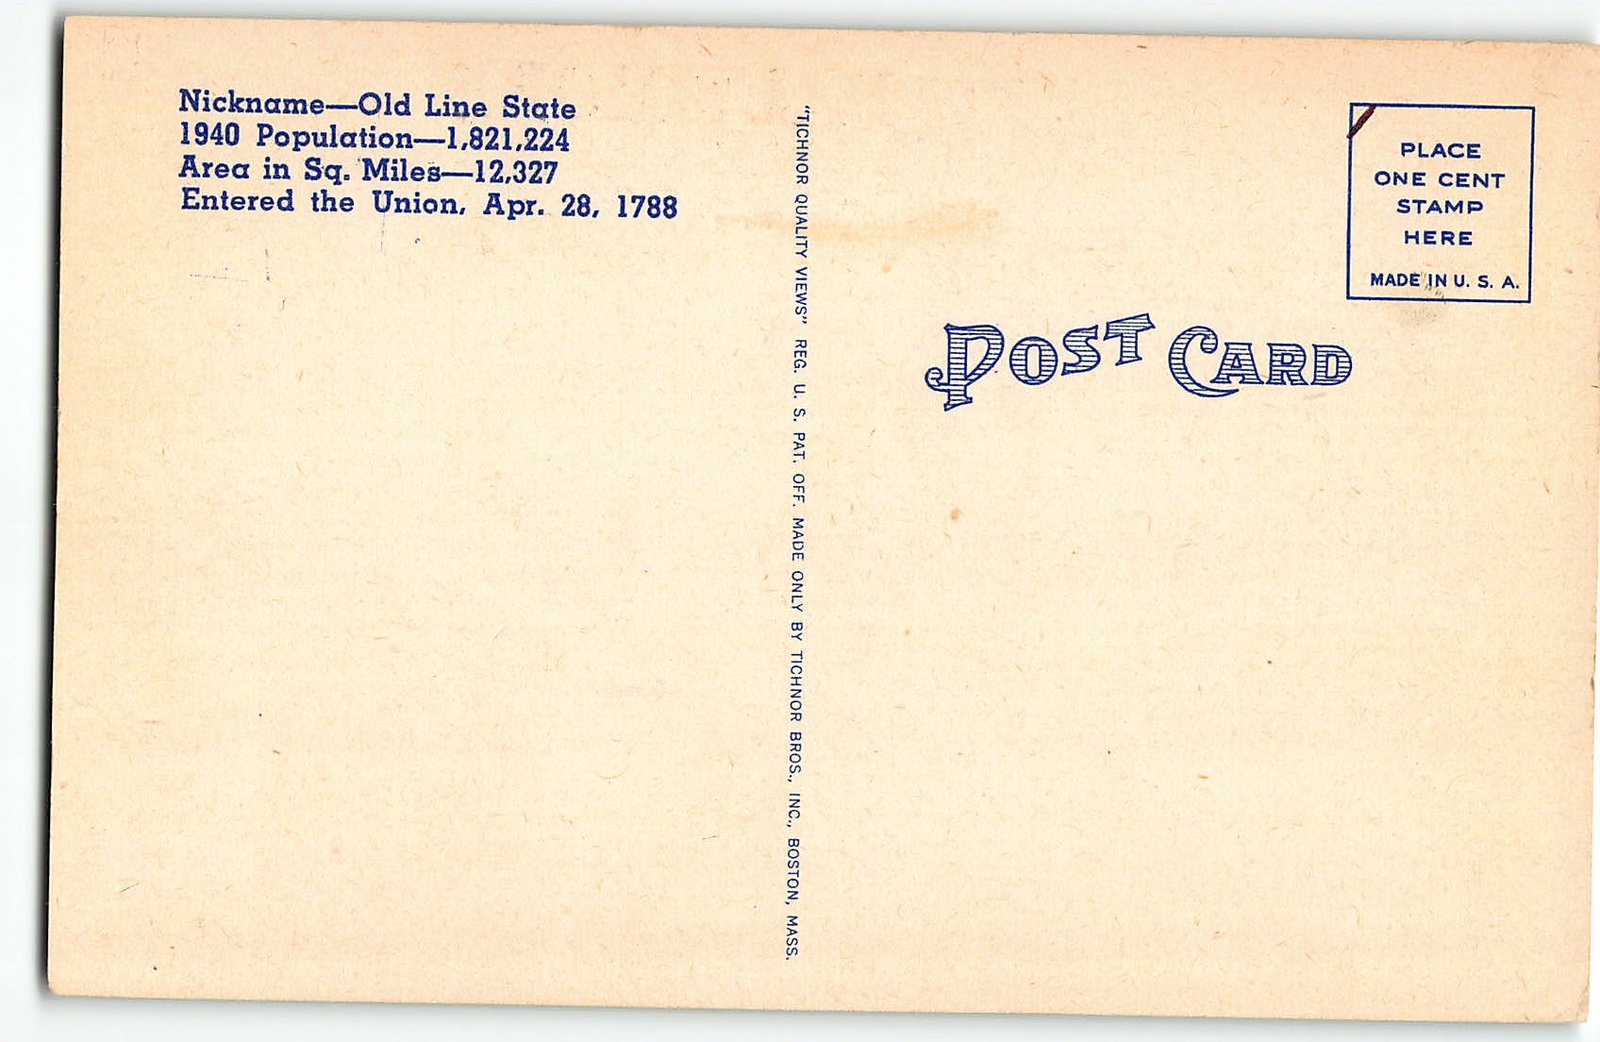 Nickname—Old Line State
1940 Population—1,821,224
Area in Sq. Miles—12,327
Entered the Union, Apr. 28, 1788
"TICHNOR QUALITY VIEWS" REG. U. S. PAT. OFF. MADE ONLY BY TICHNOR BROS., INC., BOSTON, MASS.
PLACE
ONE CENT
STAMP
HERE
MADE IN U. S. A.
POST CARD